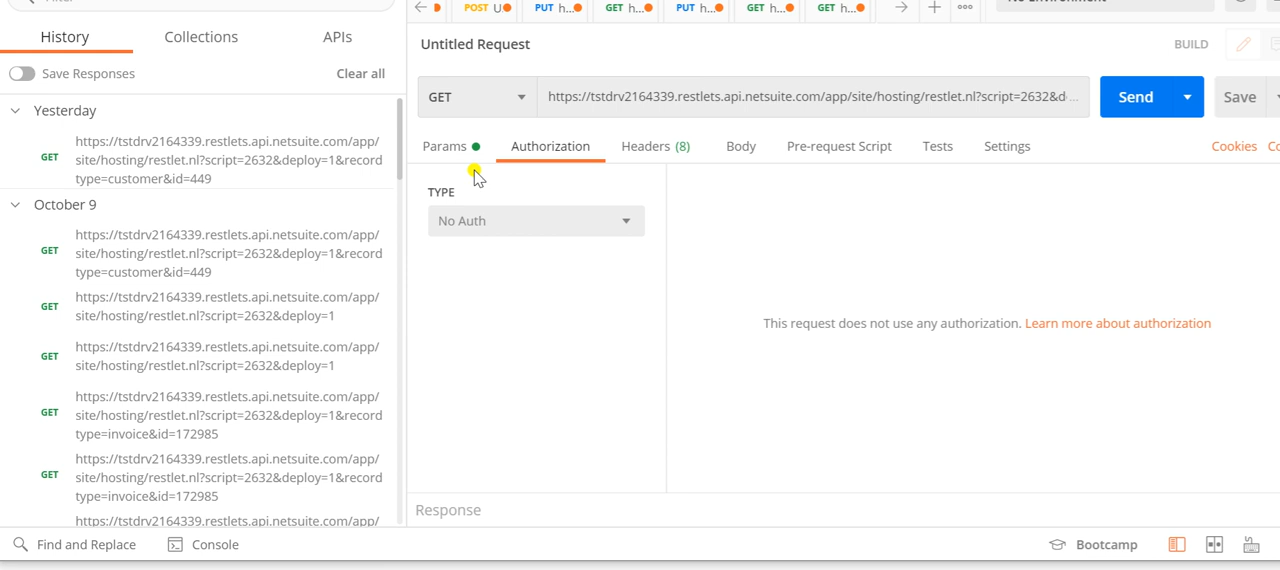 POST U
PUT h...
GET h...
PUT h...
GET h...
GET h...
History Collections APIs
Save Responses Clear all
Yesterday
GET
https://tstdrv2164339.restlets.api.netsuite.com/app/
site/hosting/restlet.nl?script=2632&deploy=1&record
type=customer&id=449
October 9
GET
https://tstdrv2164339.restlets.api.netsuite.com/app/
site/hosting/restlet.nl?script=2632&deploy=1&record
type=customer&id=449
GET
https://tstdrv2164339.restlets.api.netsuite.com/app/
site/hosting/restlet.nl?script=2632&deploy=1
GET
https://tstdrv2164339.restlets.api.netsuite.com/app/
site/hosting/restlet.nl?script=2632&deploy=1
GET
https://tstdrv2164339.restlets.api.netsuite.com/app/
site/hosting/restlet.nl?script=2632&deploy=1&record
type=invoice&id=172985
GET
https://tstdrv2164339.restlets.api.netsuite.com/app/
site/hosting/restlet.nl?script=2632&deploy=1&record
type=invoice&id=172985
https://tstdrv2164339.restlets.api.netsuite.com/app/
Untitled Request BUILD
GET https://tstdrv2164339.restlets.api.netsuite.com/app/site/hosting/restlet.nl?script=2632&d... Send Save
Params Authorization Headers (8) Body Pre-request Script Tests Settings Cookies Co
TYPE
No Auth
This request does not use any authorization. Learn more about authorization
Response
Find and Replace Console Bootcamp